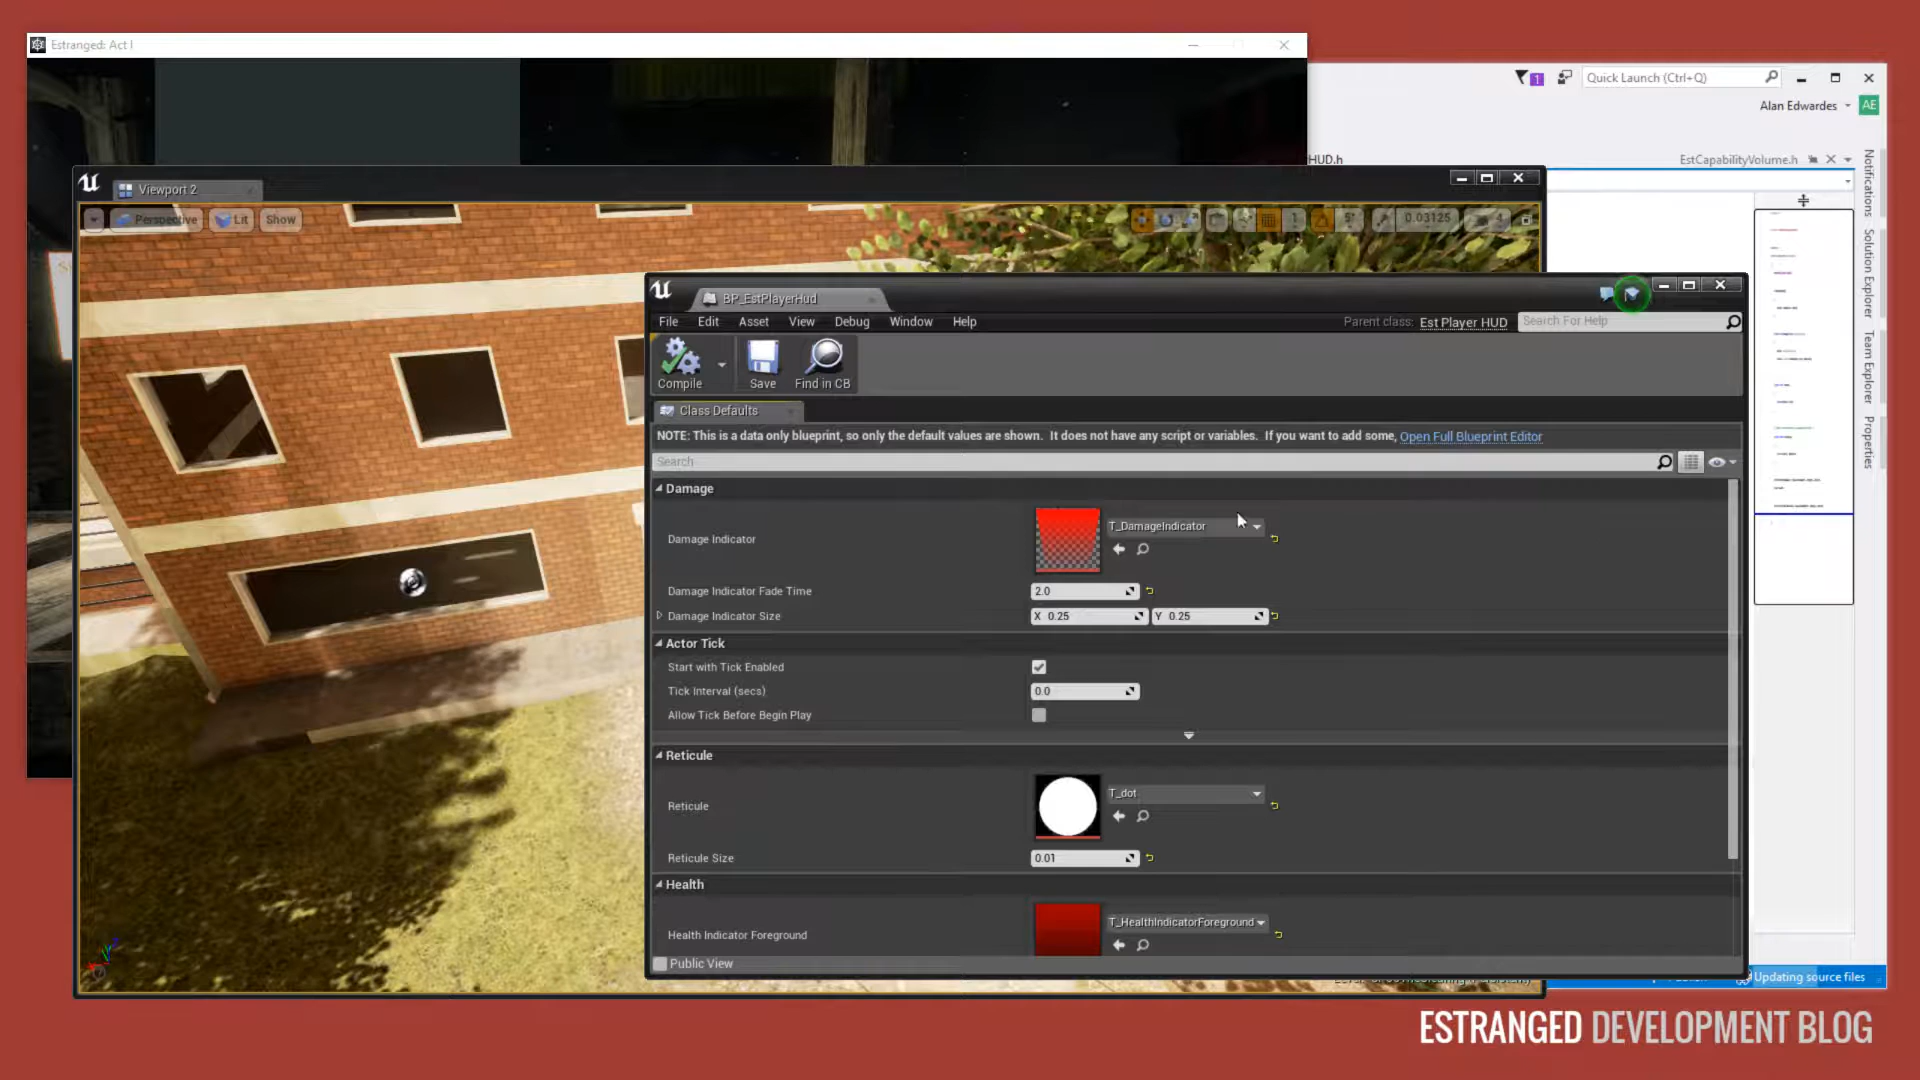 Estranged: Act I
Quick Launch (Ctrl+Q)
1
Alan Edwardes
AE
HUD.h
EstCapabilityVolume.h
Notifications
Solution Explorer
Team Explorer
Properties
Viewport 2
Perspective
Lit
Show
1
5°
0.03125
4
BP_EstPlayerHud
File
Edit
Asset
View
Debug
Window
Help
Parent class: Est Player HUD
Search For Help
Compile
Save
Find in CB
Class Defaults
NOTE: This is a data only blueprint, so only the default values are shown. It does not have any script or variables. If you want to add some, Open Full Blueprint Editor
Search
Damage
Damage Indicator
T_DamageIndicator
Damage Indicator Fade Time
2.0
Damage Indicator Size
X 0.25
Y 0.25
Actor Tick
Start with Tick Enabled
Tick Interval (secs)
0.0
Allow Tick Before Begin Play
Reticule
Reticule
T_dot
Reticule Size
0.01
Health
Health Indicator Foreground
T_HealthIndicatorForeground
Public View
Updating source files
ESTRANGED DEVELOPMENT BLOG